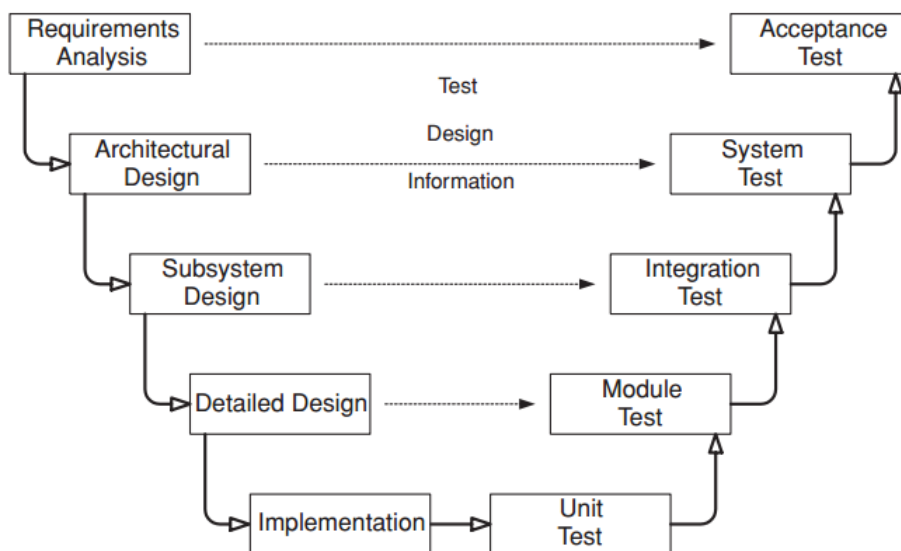 Requirements
Analysis
Acceptance
Test
Test
Design
Information
Architectural
Design
System
Test
Subsystem
Design
Integration
Test
Detailed Design
Module
Test
Implementation
Unit
Test